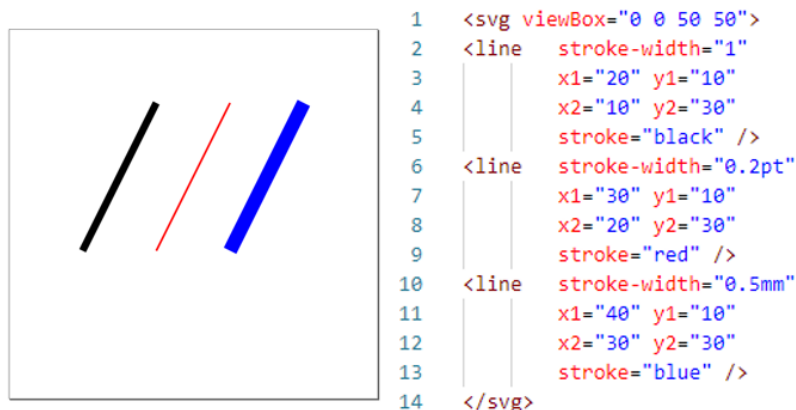 1 <svg viewBox="0 0 50 50">
2 <line stroke-width="1"
3 x1="20" y1="10"
4 x2="10" y2="30"
5 stroke="black" />
6 <line stroke-width="0.2pt"
7 x1="30" y1="10"
8 x2="20" y2="30"
9 stroke="red" />
10 <line stroke-width="0.5mm"
11 x1="40" y1="10"
12 x2="30" y2="30"
13 stroke="blue" />
14 </svg>